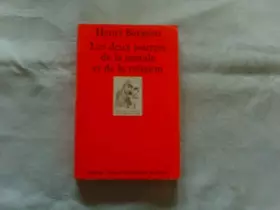 Henri Bergson
Les deux sources
de la morale
et de la religion